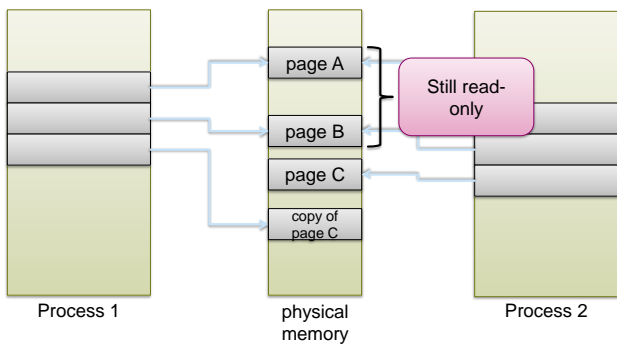 page A
Still read-
only
page B
page C
copy of
page C
Process 1
physical
memory
Process 2